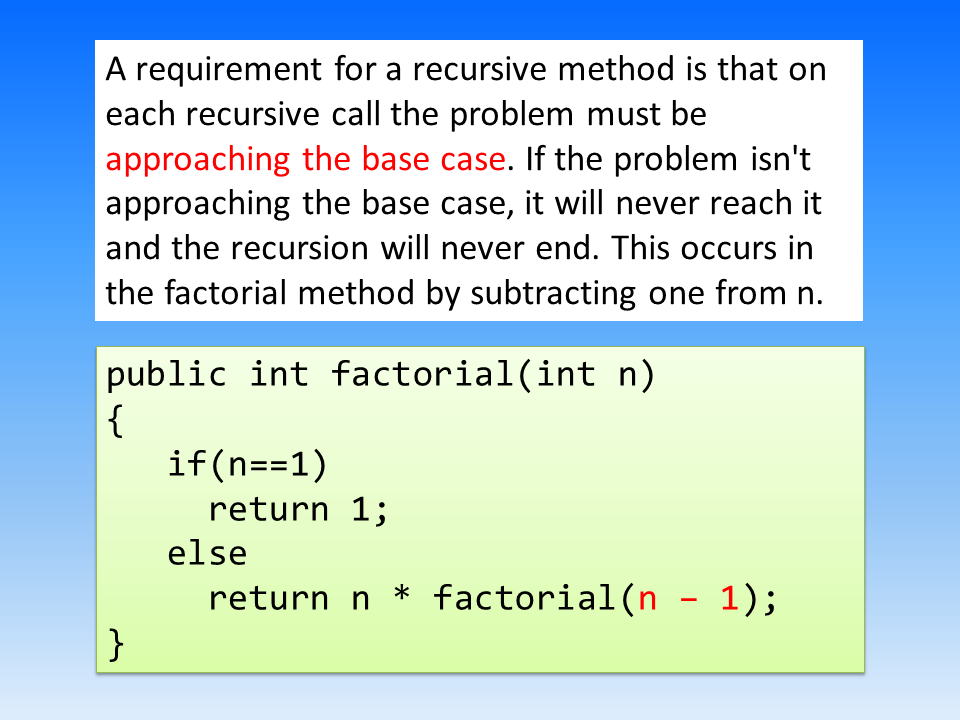 A requirement for a recursive method is that on
each recursive call the problem must be
approaching the base case. If the problem isn't
approaching the base case, it will never reach it
and the recursion will never end. This occurs in
the factorial method by subtracting one from n.
public int factorial(int n)
{
   if(n==1)
     return 1;
   else
     return n * factorial(n – 1);
}